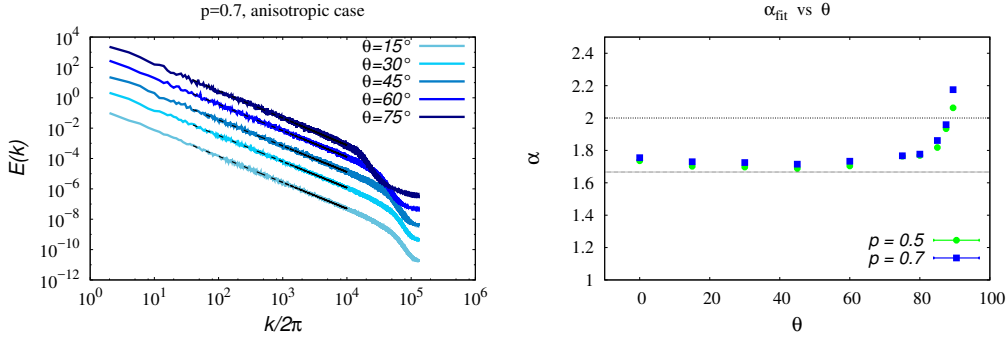 p=0.7, anisotropic case
E(k)
10^4
10^2
10^0
10^-2
10^-4
10^-6
10^-8
10^-10
10^-12
θ=15°
θ=30°
θ=45°
θ=60°
θ=75°
10^0 10^1 10^2 10^3 10^4 10^5 10^6
k/2π
α_fit vs θ
α
2.4
2.2
2
1.8
1.6
1.4
1.2
1
p = 0.5
p = 0.7
0 20 40 60 80 100
θ